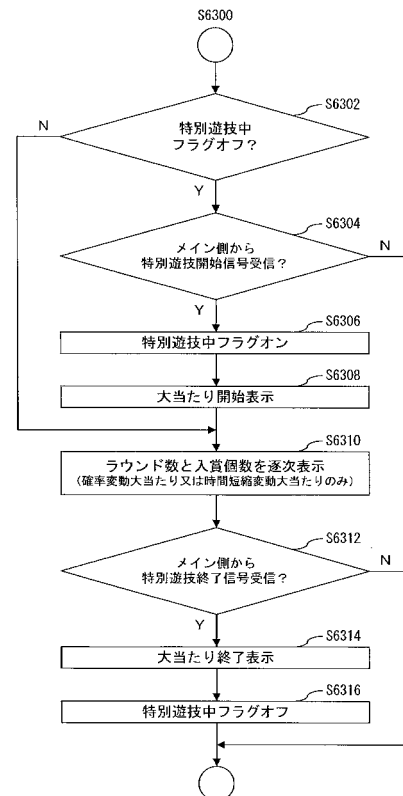 S6300
S6302
N
特別遊技中
フラグオフ?
Y
S6304
メイン側から
特別遊技開始信号受信?
N
Y
S6306
特別遊技中フラグオン
S6308
大当たり開始表示
S6310
ラウンド数と入賞個数を逐次表示
(確率変動大当たり又は時間短縮変動大当たりのみ)
S6312
メイン側から
特別遊技終了信号受信?
N
Y
S6314
大当たり終了表示
S6316
特別遊技中フラグオフ